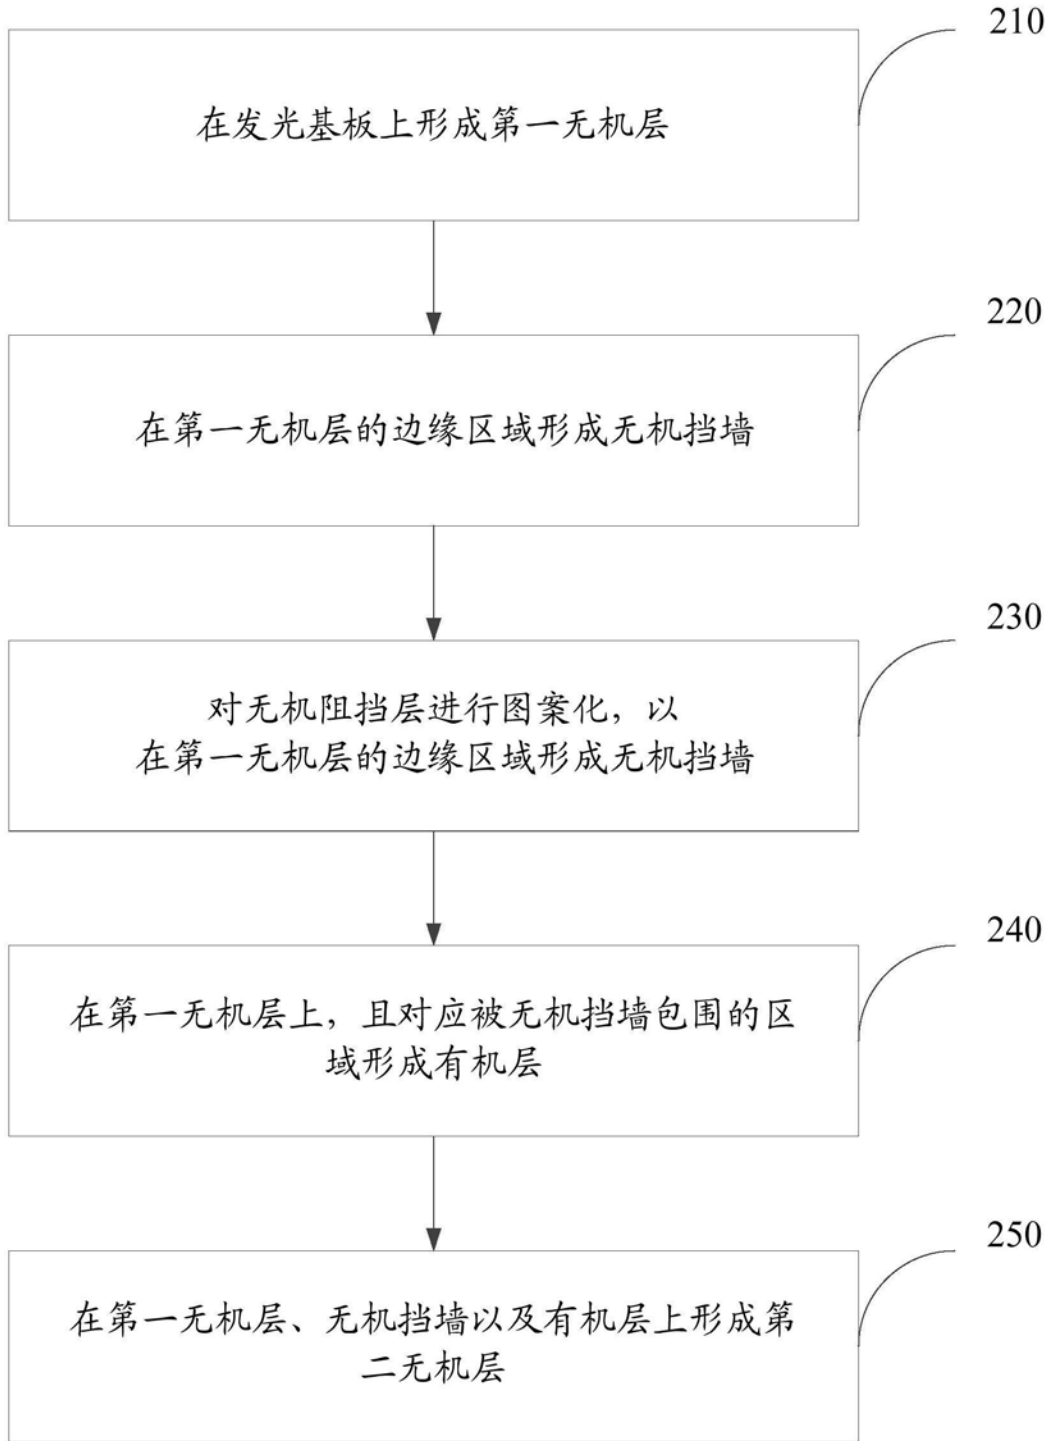 210
在发光基板上形成第一无机层
220
在第一无机层的边缘区域形成无机挡墙
230
对无机阻挡层进行图案化，以
在第一无机层的边缘区域形成无机挡墙
240
在第一无机层上，且对应被无机挡墙包围的区
域形成有机层
250
在第一无机层、无机挡墙以及有机层上形成第
二无机层